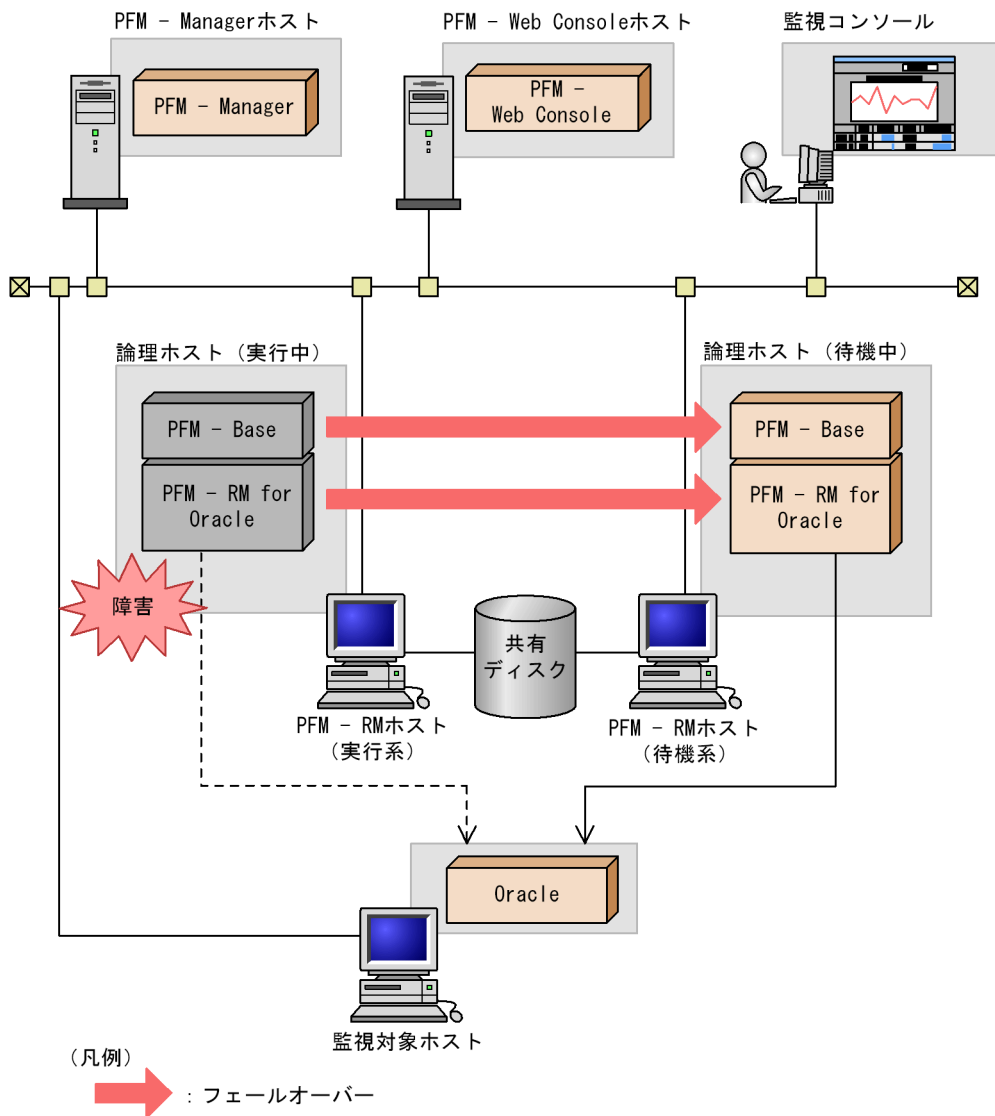 PFM - Managerホスト
PFM - Web Consoleホスト
監視コンソール
PFM - Manager
PFM -
Web Console
論理ホスト（実行中）
論理ホスト（待機中）
PFM - Base
PFM - RM for
Oracle
PFM - Base
PFM - RM for
Oracle
障害
共有
ディスク
PFM - RMホスト
（実行系）
PFM - RMホスト
（待機系）
Oracle
監視対象ホスト
（凡例）
：フェールオーバー